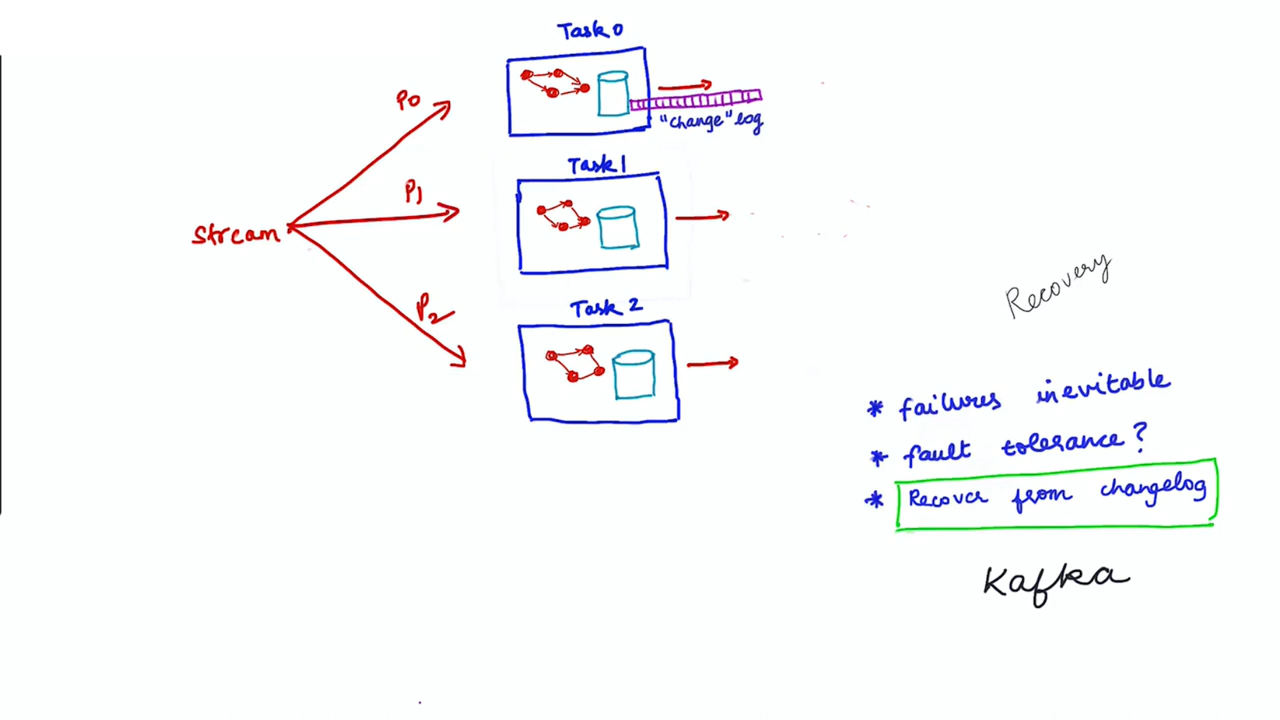 Task 0
P0
"change" log
Task 1
P1
Stream
Recovery
P2
Task 2
* failures inevitable
* fault tolerance?
* Recover from changelog
Kafka